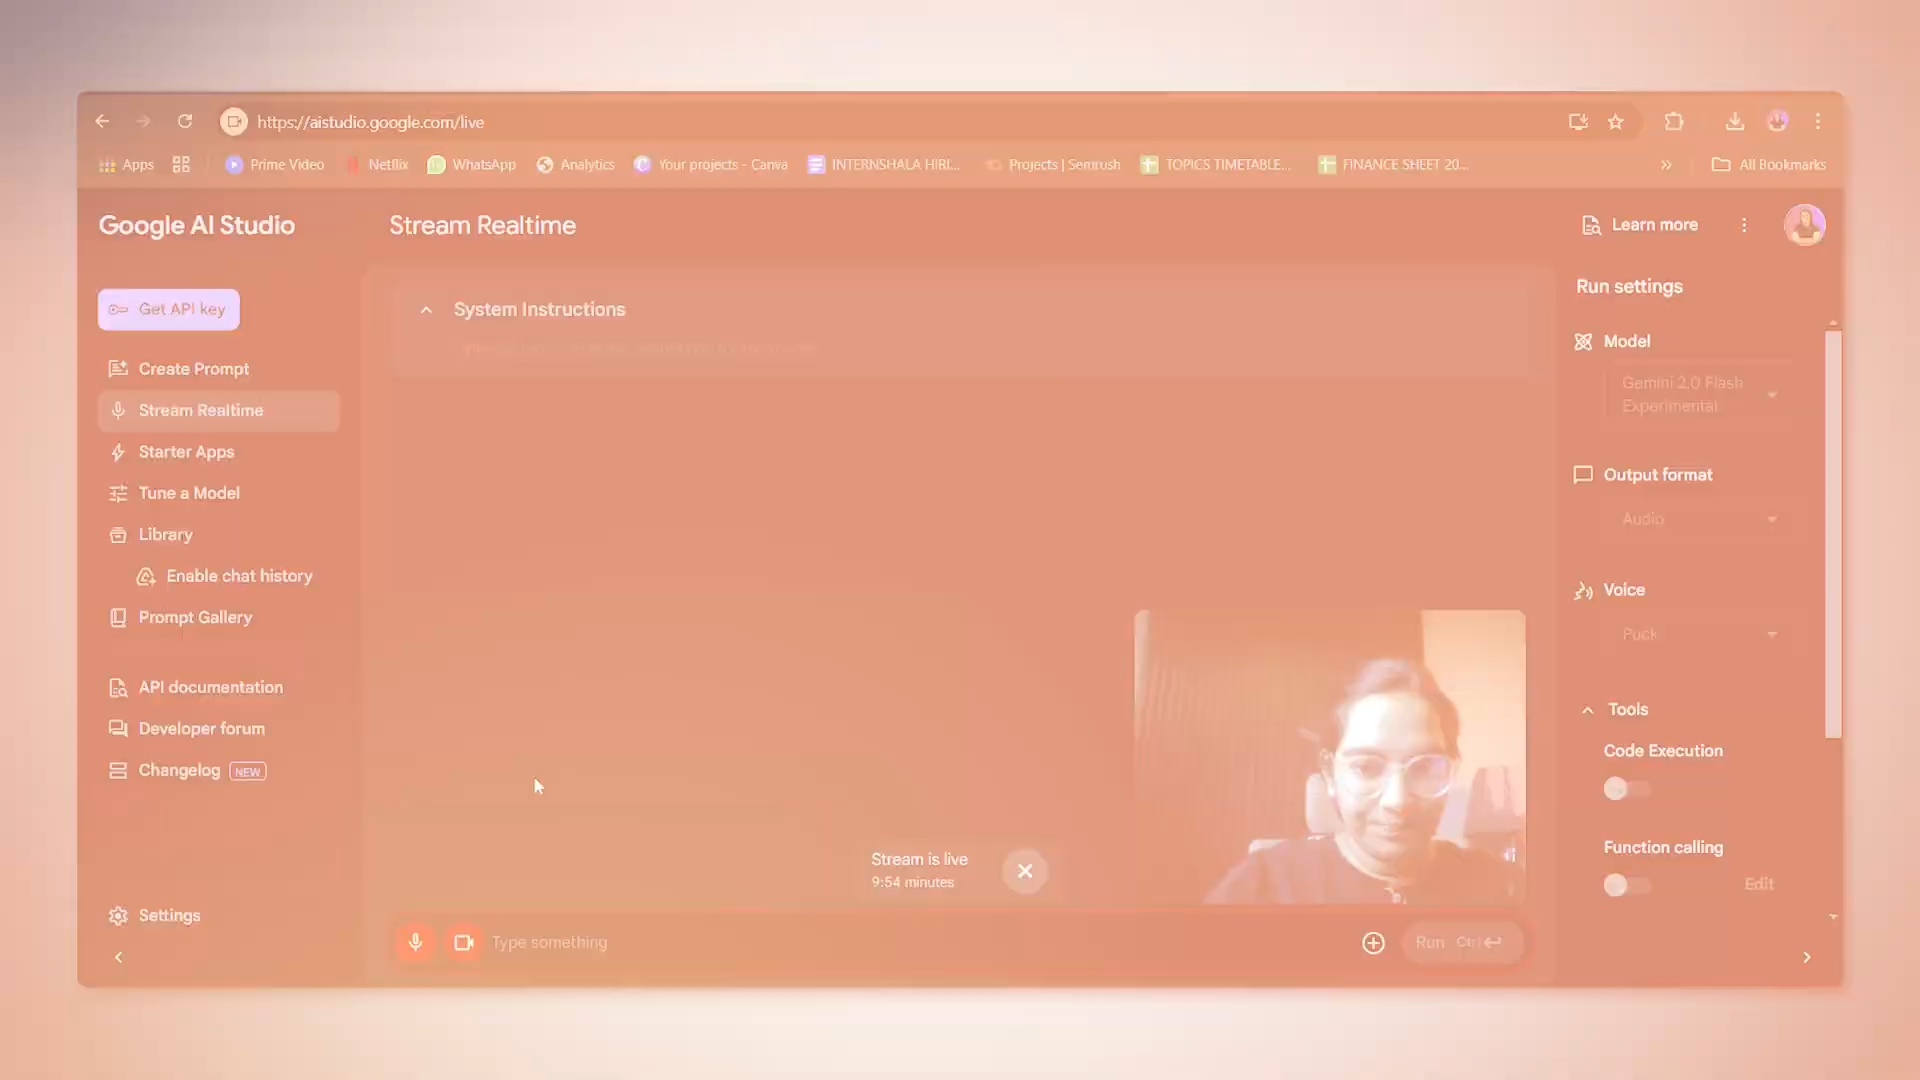 https://aistudio.google.com/live
Apps
Prime Video
Netflix
WhatsApp
Analytics
Your projects - Canva
INTERNSHALA HIRI...
Projects | Semrush
TOPICS TIMETABLE...
FINANCE SHEET 20...
»
All Bookmarks
Google AI Studio
Stream Realtime
Learn more
Get API key
Create Prompt
Stream Realtime
Starter Apps
Tune a Model
Library
Enable chat history
Prompt Gallery
API documentation
Developer forum
Changelog NEW
Settings
System Instructions
Stream is live
9:54 minutes
Type something
Run Ctrl
Run settings
Model
Gemini 2.0 Flash
Experimental
Output format
Audio
Voice
Puck
Tools
Code Execution
Function calling
Edit